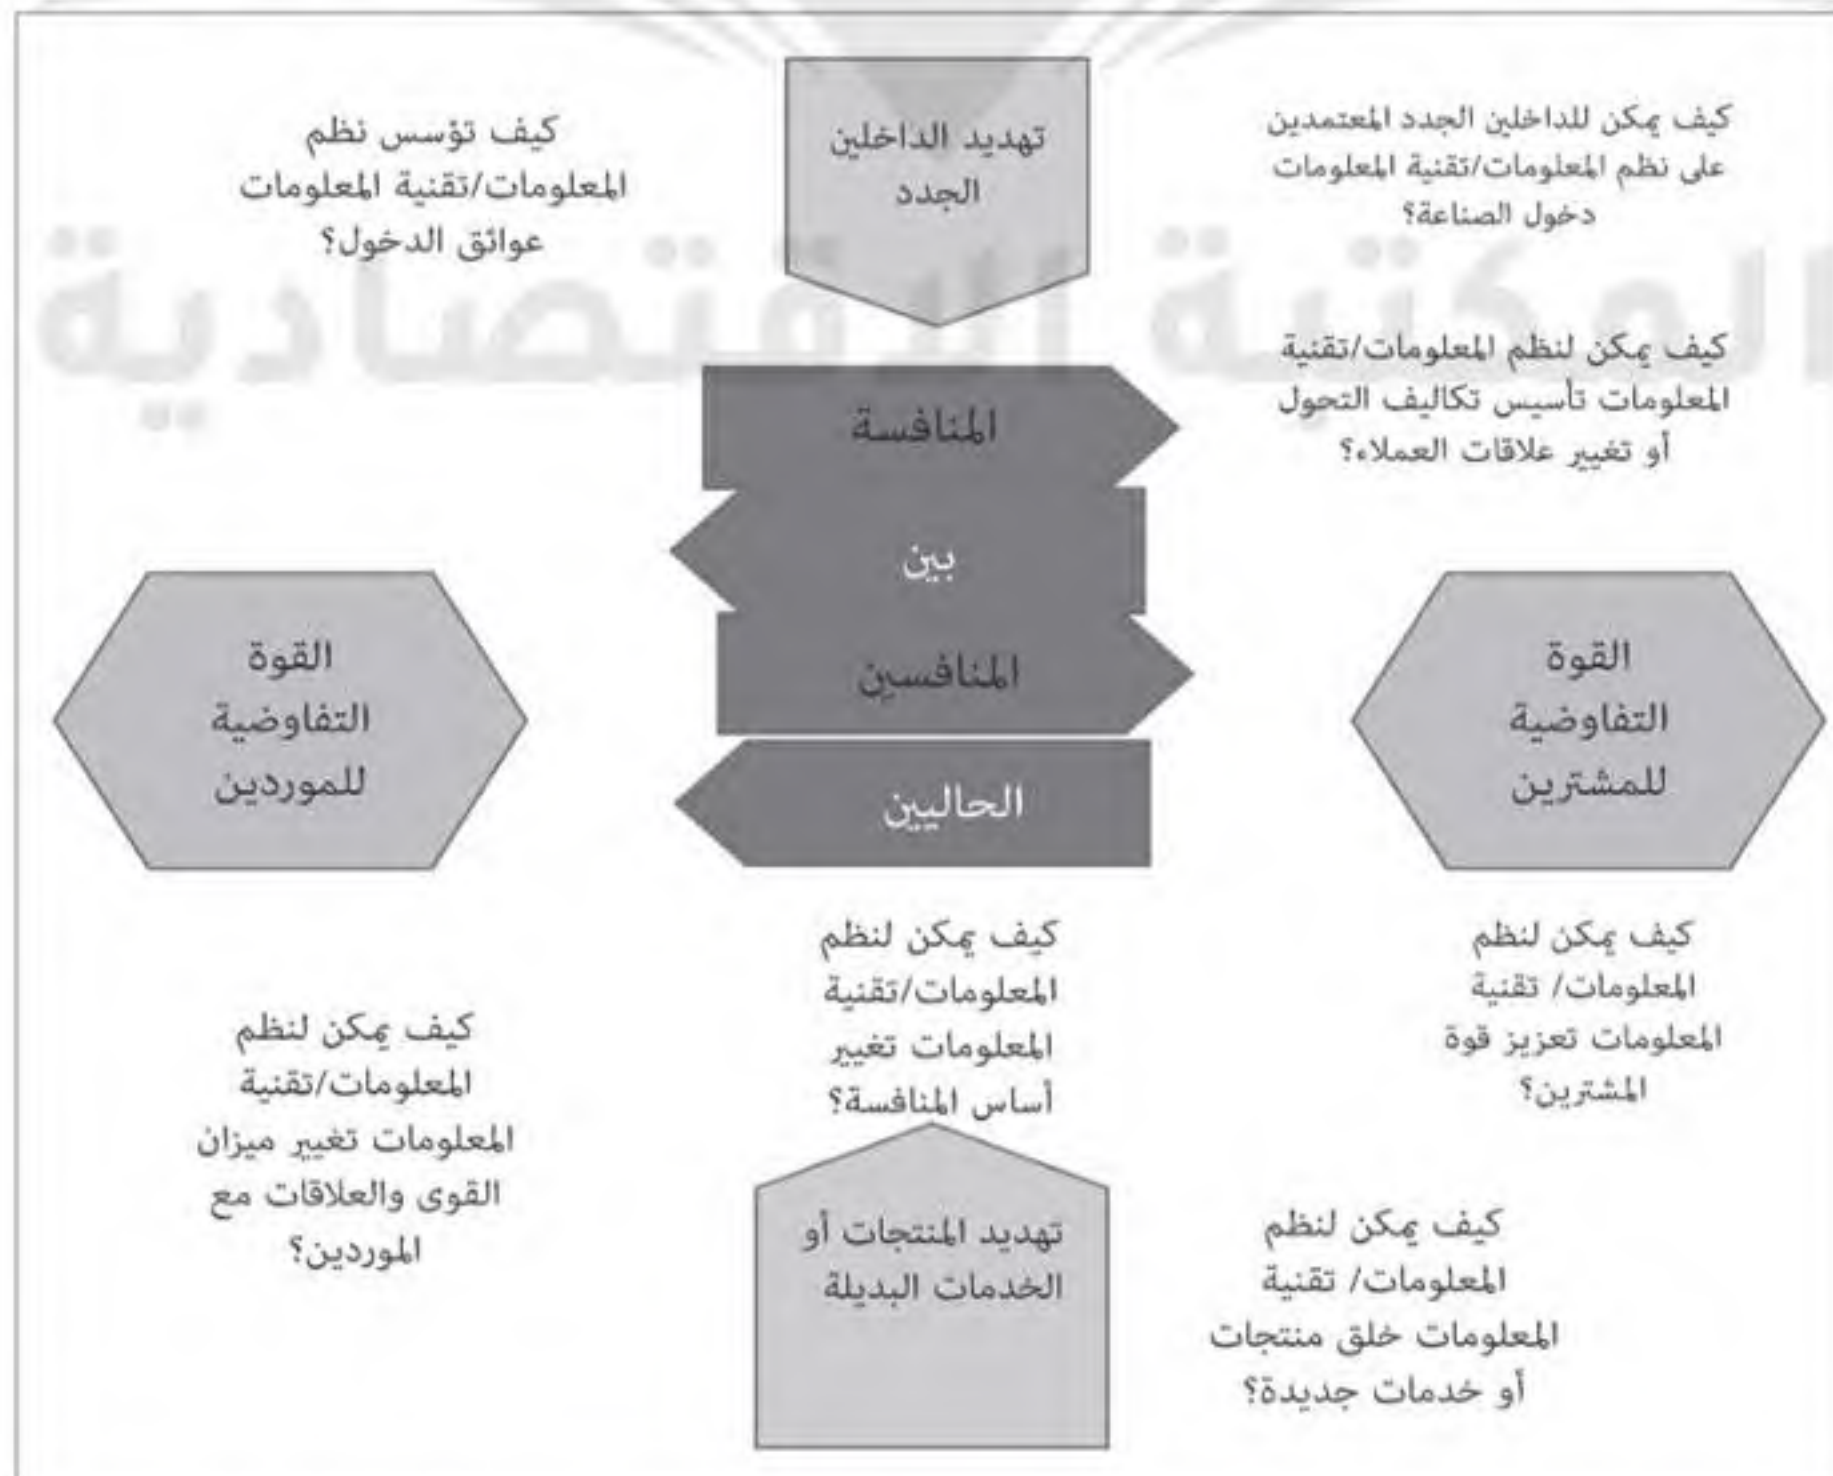 كيف يمكن للداخلين الجدد المعتمدين
على نظم المعلومات/تقنية المعلومات
دخول الصناعة؟
تهديد الداخلين
الجدد
كيف تؤسس نظم
المعلومات/تقنية المعلومات
عوائق الدخول؟
المكتبة الاقتصادية
كيف يمكن لنظم المعلومات/تقنية
المعلومات تأسيس تكاليف التحول
أو تغيير علاقات العملاء؟
المنافسة
بين
المنافسين
الحاليين
القوة
التفاوضية
للمشترين
القوة
التفاوضية
للموردين
كيف يمكن لنظم
المعلومات/ تقنية
المعلومات تعزيز قوة
المشترين؟
كيف يمكن لنظم
المعلومات/تقنية
المعلومات تغيير
أساس المنافسة؟
كيف يمكن لنظم
المعلومات/تقنية
المعلومات تغيير ميزان
القوى والعلاقات مع
الموردين؟
كيف يمكن لنظم
المعلومات/ تقنية
المعلومات خلق منتجات
أو خدمات جديدة؟
تهديد المنتجات أو
الخدمات البديلة